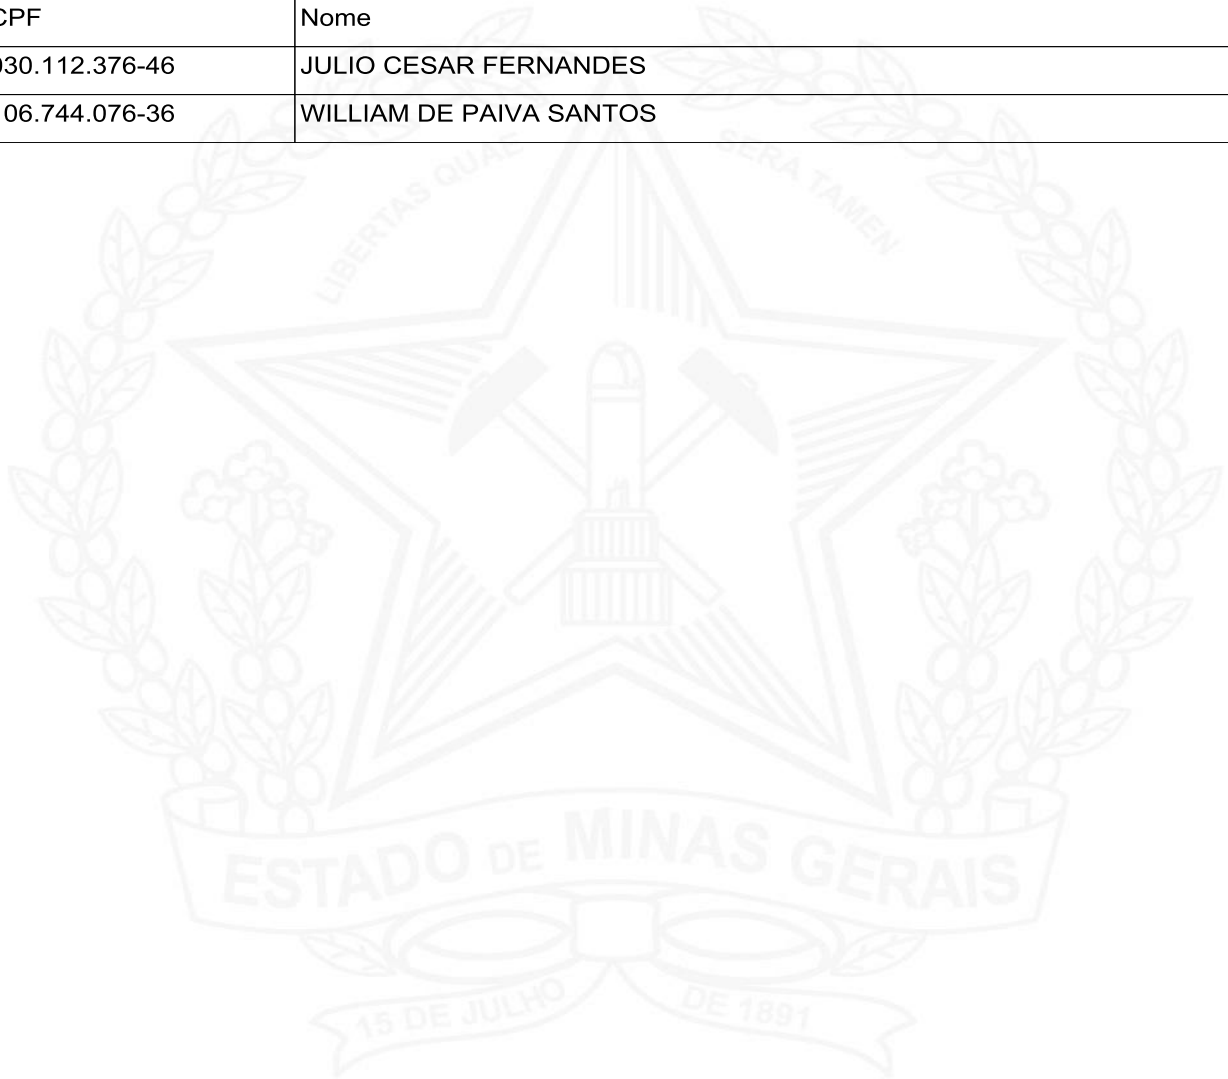 CPF Nome
030.112.376-46 JULIO CESAR FERNANDES
06.744.076-36 WILLIAM DE PAIVA SANTOS
LIBERTAS QUAE SERA TAMEN
ESTADO DE MINAS GERAIS
15 DE JULHO DE 1891